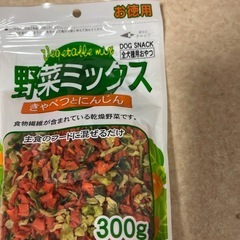 お徳用
Vegetable mix
DOG SNACK
全犬種用おやつ
野菜ミックス
きゃべつとにんじん
食物繊維が含まれている乾燥野菜です。
主食のフードに混ぜるだけ
300g